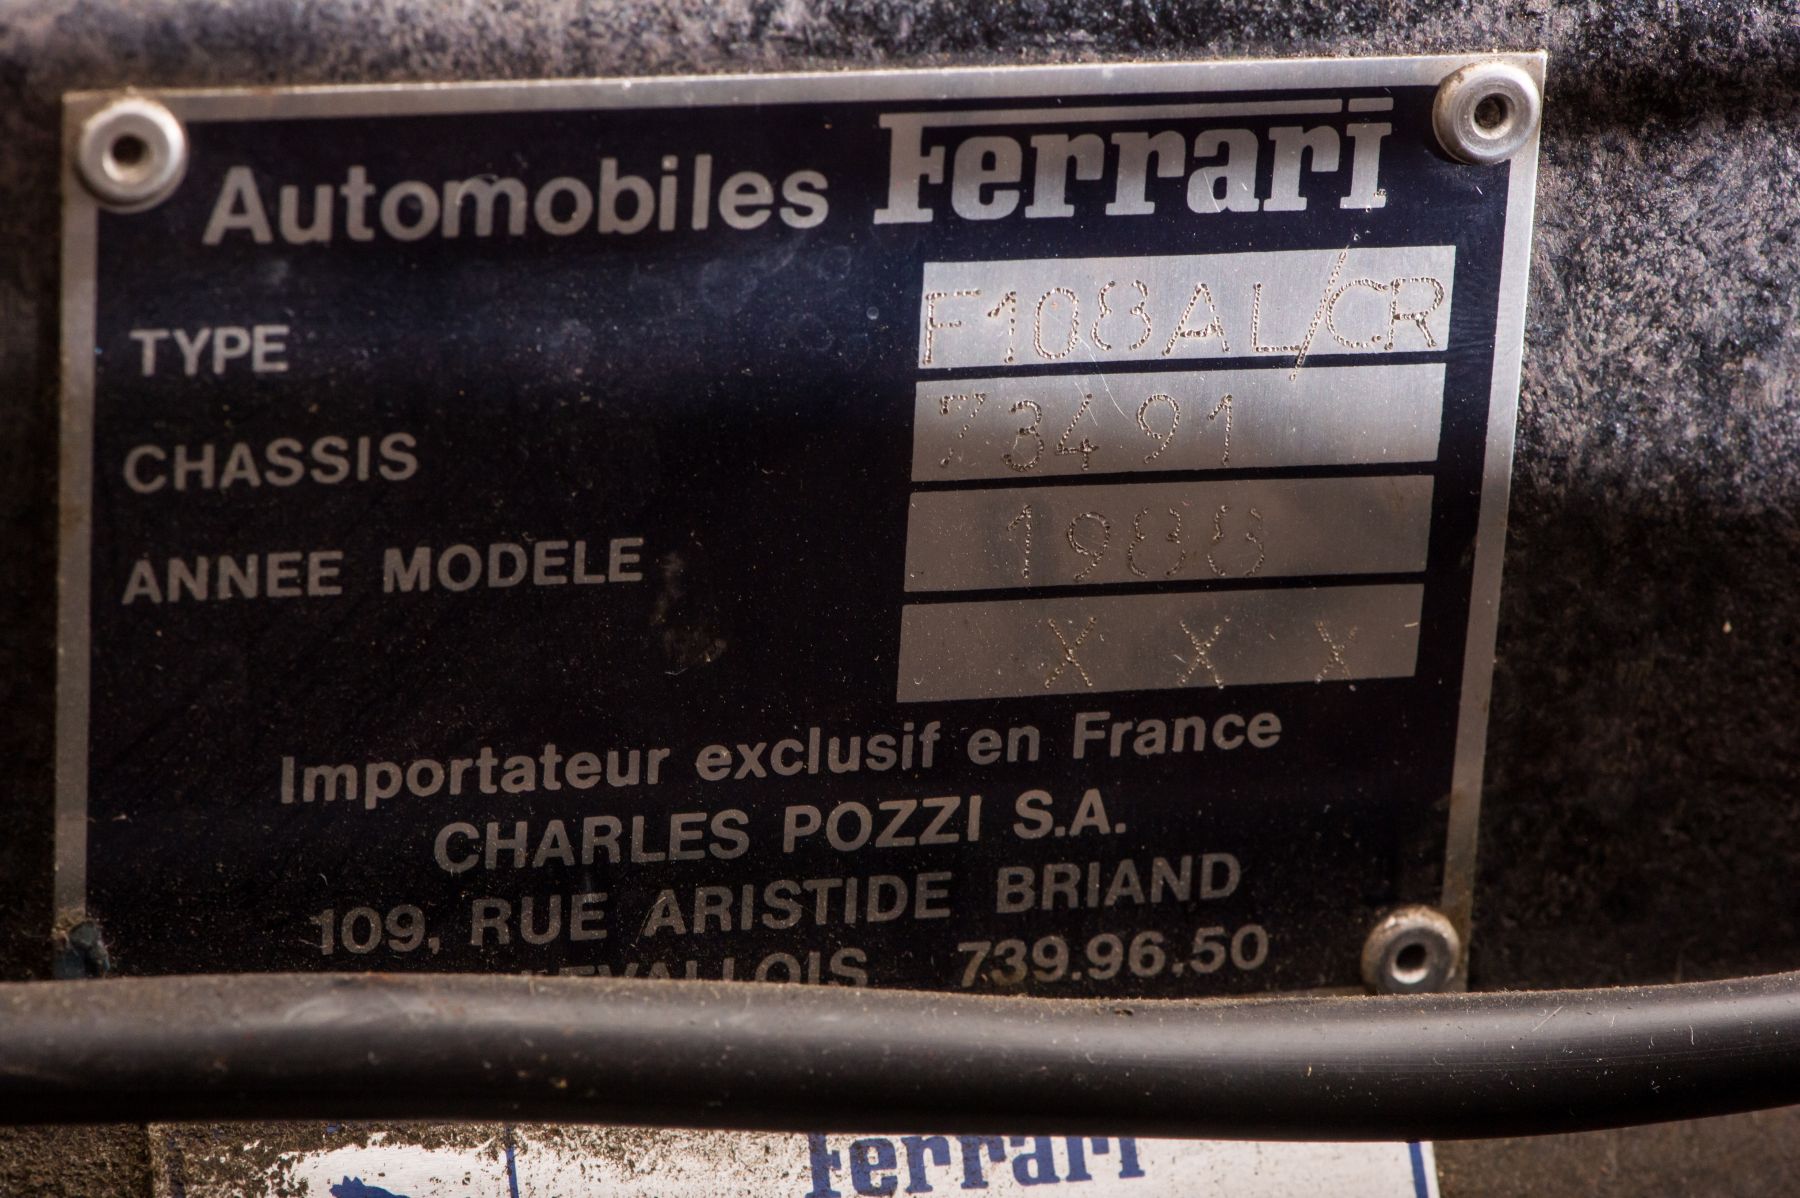 Automobiles Ferrari
TYPE F108AL/CR
CHASSIS 73491
ANNEE MODELE 1988
X X X
Importateur exclusif en France
CHARLES POZZI S.A.
109, RUE ARISTIDE BRIAND
LEVALLOIS 739.96.50
Ferrari